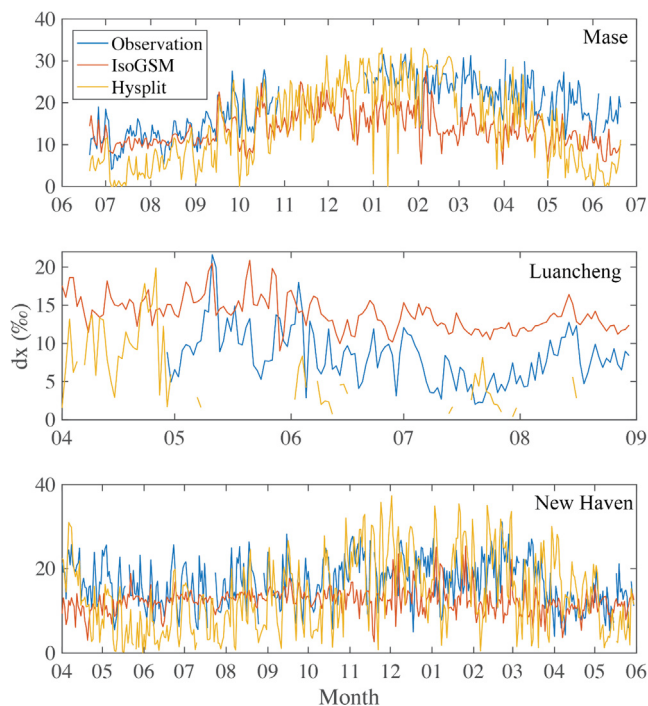 40
30
20
10
0
Observation
IsoGSM
Hysplit
Mase
06 07 08 09 10 11 12 01 02 03 04 05 06 07
dx (‰)
20
15
10
5
0
Luancheng
04 05 06 07 08 09
40
20
0
New Haven
04 05 06 07 08 09 10 11 12 01 02 03 04 05 06
Month